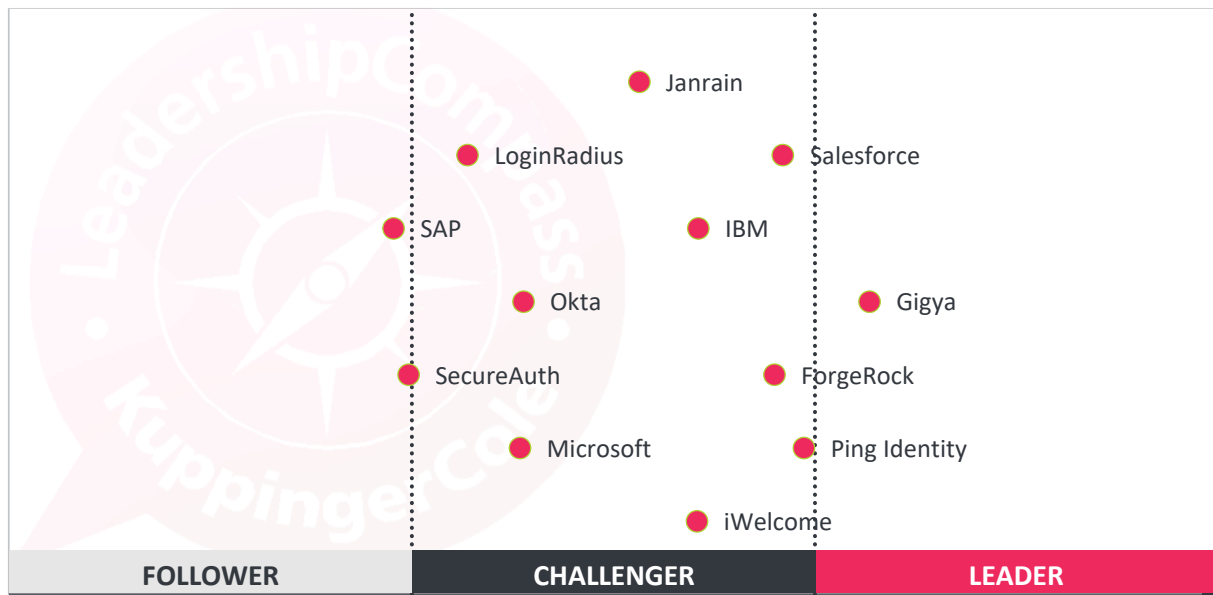 LeadershipCompass
KuppingerCole
Janrain
LoginRadius
Salesforce
SAP
IBM
Okta
Gigya
SecureAuth
ForgeRock
Microsoft
Ping Identity
iWelcome
FOLLOWER
CHALLENGER
LEADER